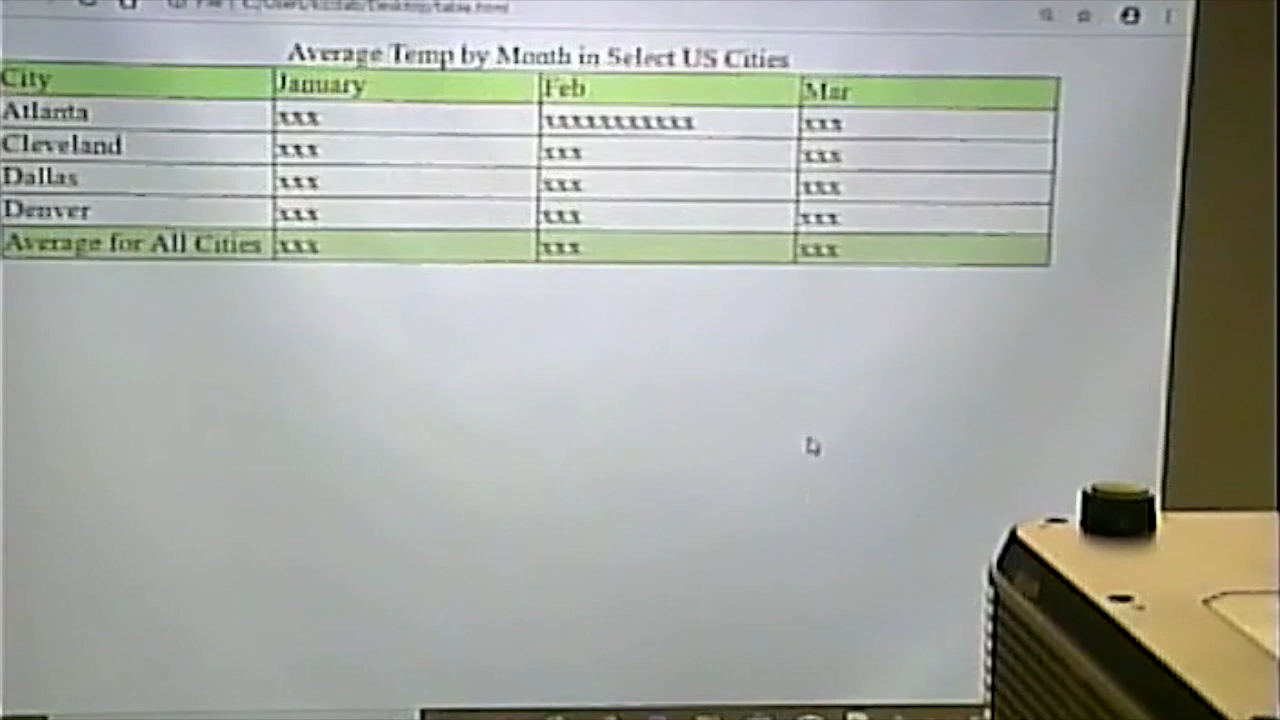 Average Temp by Month in Select US Cities
City January Feb Mar
Atlanta xxx xxxxxxxxxxx xxx
Cleveland xxx xxx xxx
Dallas xxx xxx xxx
Denver xxx xxx xxx
Average for All Cities xxx xxx xxx